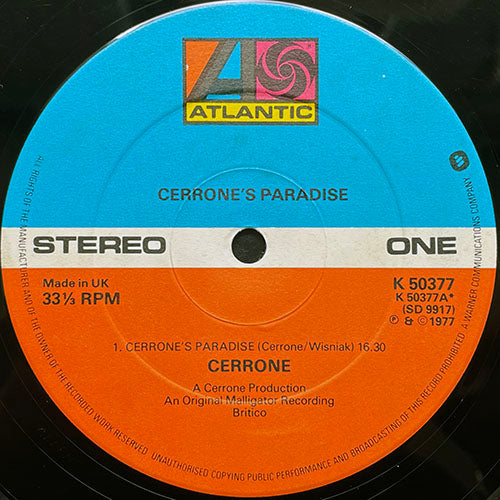 ATLANTIC
CERRONE'S PARADISE
STEREO
ONE
Made in UK
33⅓ RPM
K 50377
K 50377A*
(SD 9917)
℗ & © 1977
1. CERRONE'S PARADISE (Cerrone/Wisniak) 16.30
CERRONE
A Cerrone Production
An Original Malligator Recording
Britico
ALL RIGHTS OF THE MANUFACTURER AND OF THE OWNER OF THE RECORDED WORK RESERVED UNAUTHORISED COPYING PUBLIC PERFORMANCE AND BROADCASTING OF THIS RECORD PROHIBITED A WARNER COMMUNICATIONS COMPANY